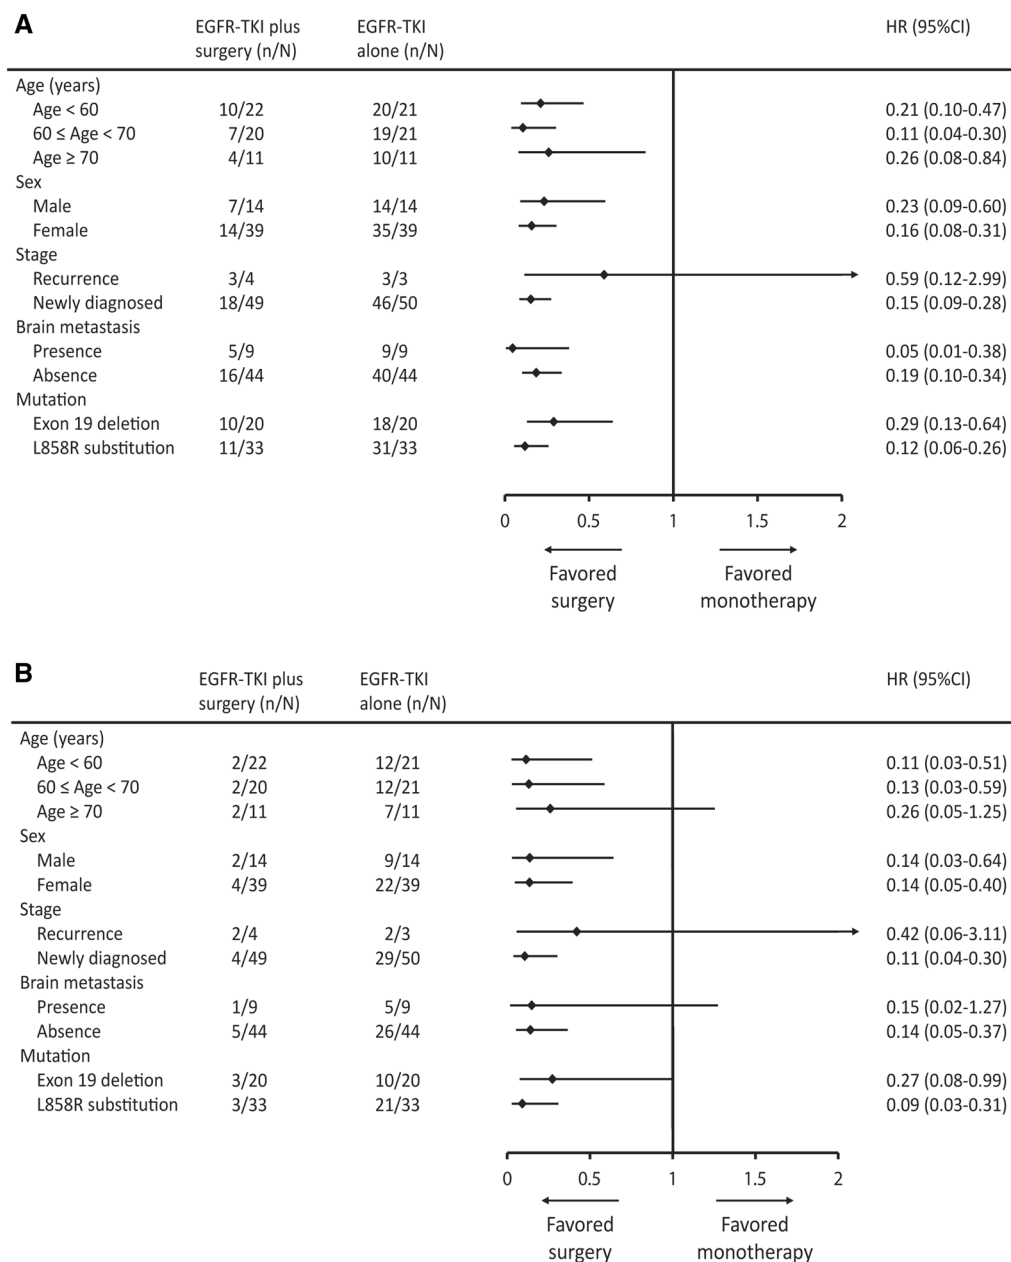 A
EGFR-TKI plus surgery (n/N) EGFR-TKI alone (n/N) HR (95%CI)
Age (years)
Age < 60 10/22 20/21 0.21 (0.10-0.47)
60 ≤ Age < 70 7/20 19/21 0.11 (0.04-0.30)
Age ≥ 70 4/11 10/11 0.26 (0.08-0.84)
Sex
Male 7/14 14/14 0.23 (0.09-0.60)
Female 14/39 35/39 0.16 (0.08-0.31)
Stage
Recurrence 3/4 3/3 0.59 (0.12-2.99)
Newly diagnosed 18/49 46/50 0.15 (0.09-0.28)
Brain metastasis
Presence 5/9 9/9 0.05 (0.01-0.38)
Absence 16/44 40/44 0.19 (0.10-0.34)
Mutation
Exon 19 deletion 10/20 18/20 0.29 (0.13-0.64)
L858R substitution 11/33 31/33 0.12 (0.06-0.26)
0 0.5 1 1.5 2
Favored surgery Favored monotherapy
B
EGFR-TKI plus surgery (n/N) EGFR-TKI alone (n/N) HR (95%CI)
Age (years)
Age < 60 2/22 12/21 0.11 (0.03-0.51)
60 ≤ Age < 70 2/20 12/21 0.13 (0.03-0.59)
Age ≥ 70 2/11 7/11 0.26 (0.05-1.25)
Sex
Male 2/14 9/14 0.14 (0.03-0.64)
Female 4/39 22/39 0.14 (0.05-0.40)
Stage
Recurrence 2/4 2/3 0.42 (0.06-3.11)
Newly diagnosed 4/49 29/50 0.11 (0.04-0.30)
Brain metastasis
Presence 1/9 5/9 0.15 (0.02-1.27)
Absence 5/44 26/44 0.14 (0.05-0.37)
Mutation
Exon 19 deletion 3/20 10/20 0.27 (0.08-0.99)
L858R substitution 3/33 21/33 0.09 (0.03-0.31)
0 0.5 1 1.5 2
Favored surgery Favored monotherapy